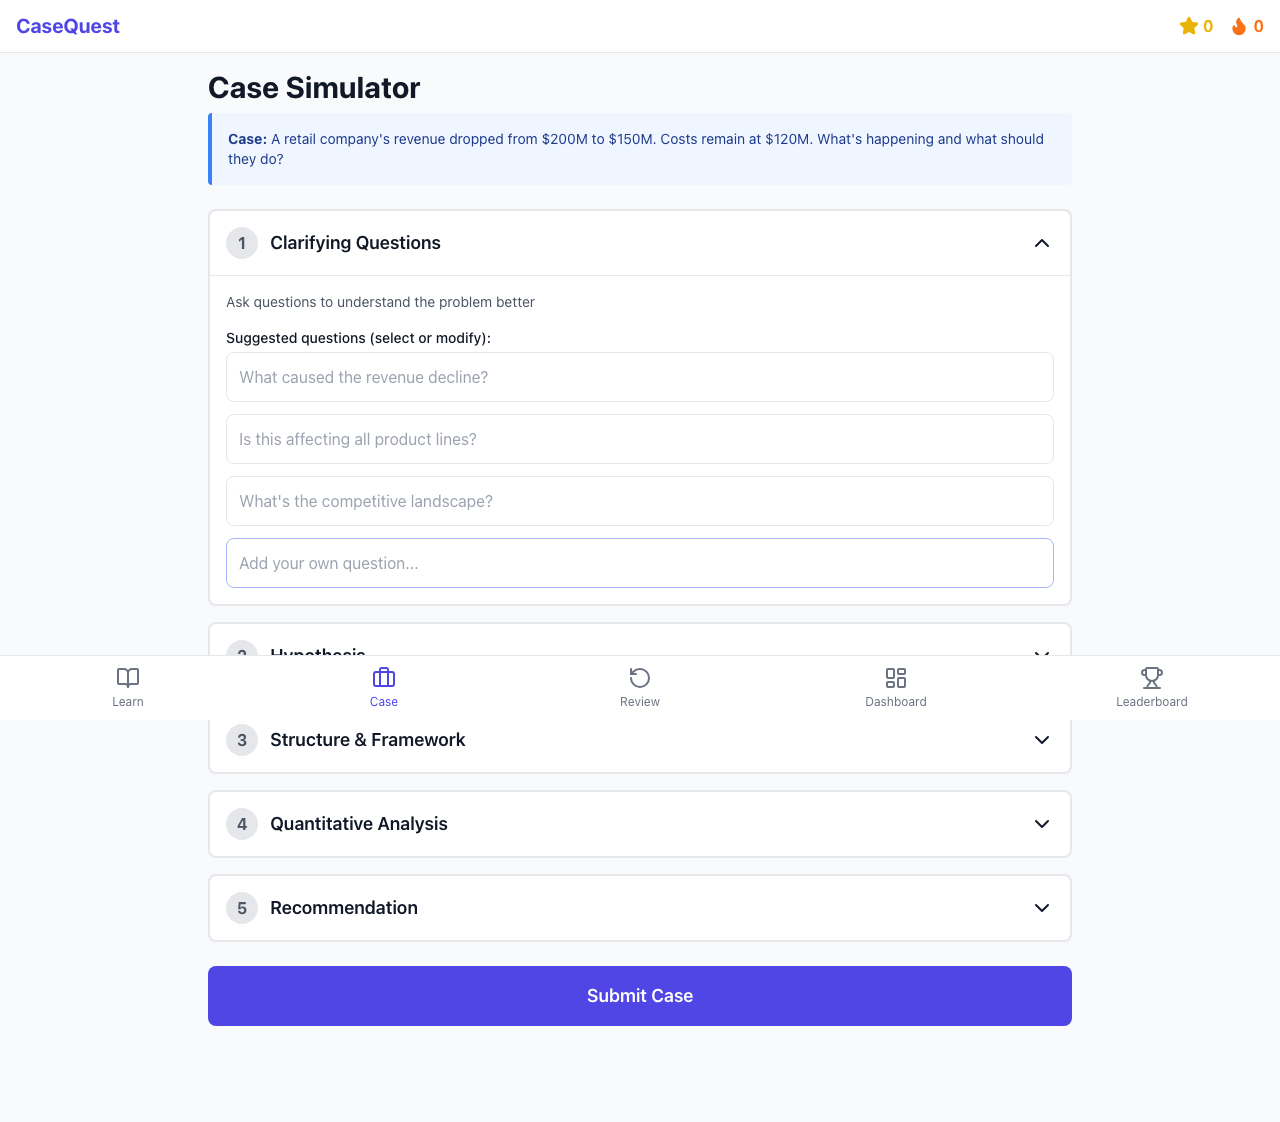 CaseQuest
0
0
Case Simulator
Case: A retail company's revenue dropped from $200M to $150M. Costs remain at $120M. What's happening and what should
they do?
1
Clarifying Questions
Ask questions to understand the problem better
Suggested questions (select or modify):
What caused the revenue decline?
Is this affecting all product lines?
What's the competitive landscape?
Add your own question...
2
Hypothesis
Learn
Case
Review
Dashboard
Leaderboard
3
Structure & Framework
4
Quantitative Analysis
5
Recommendation
Submit Case